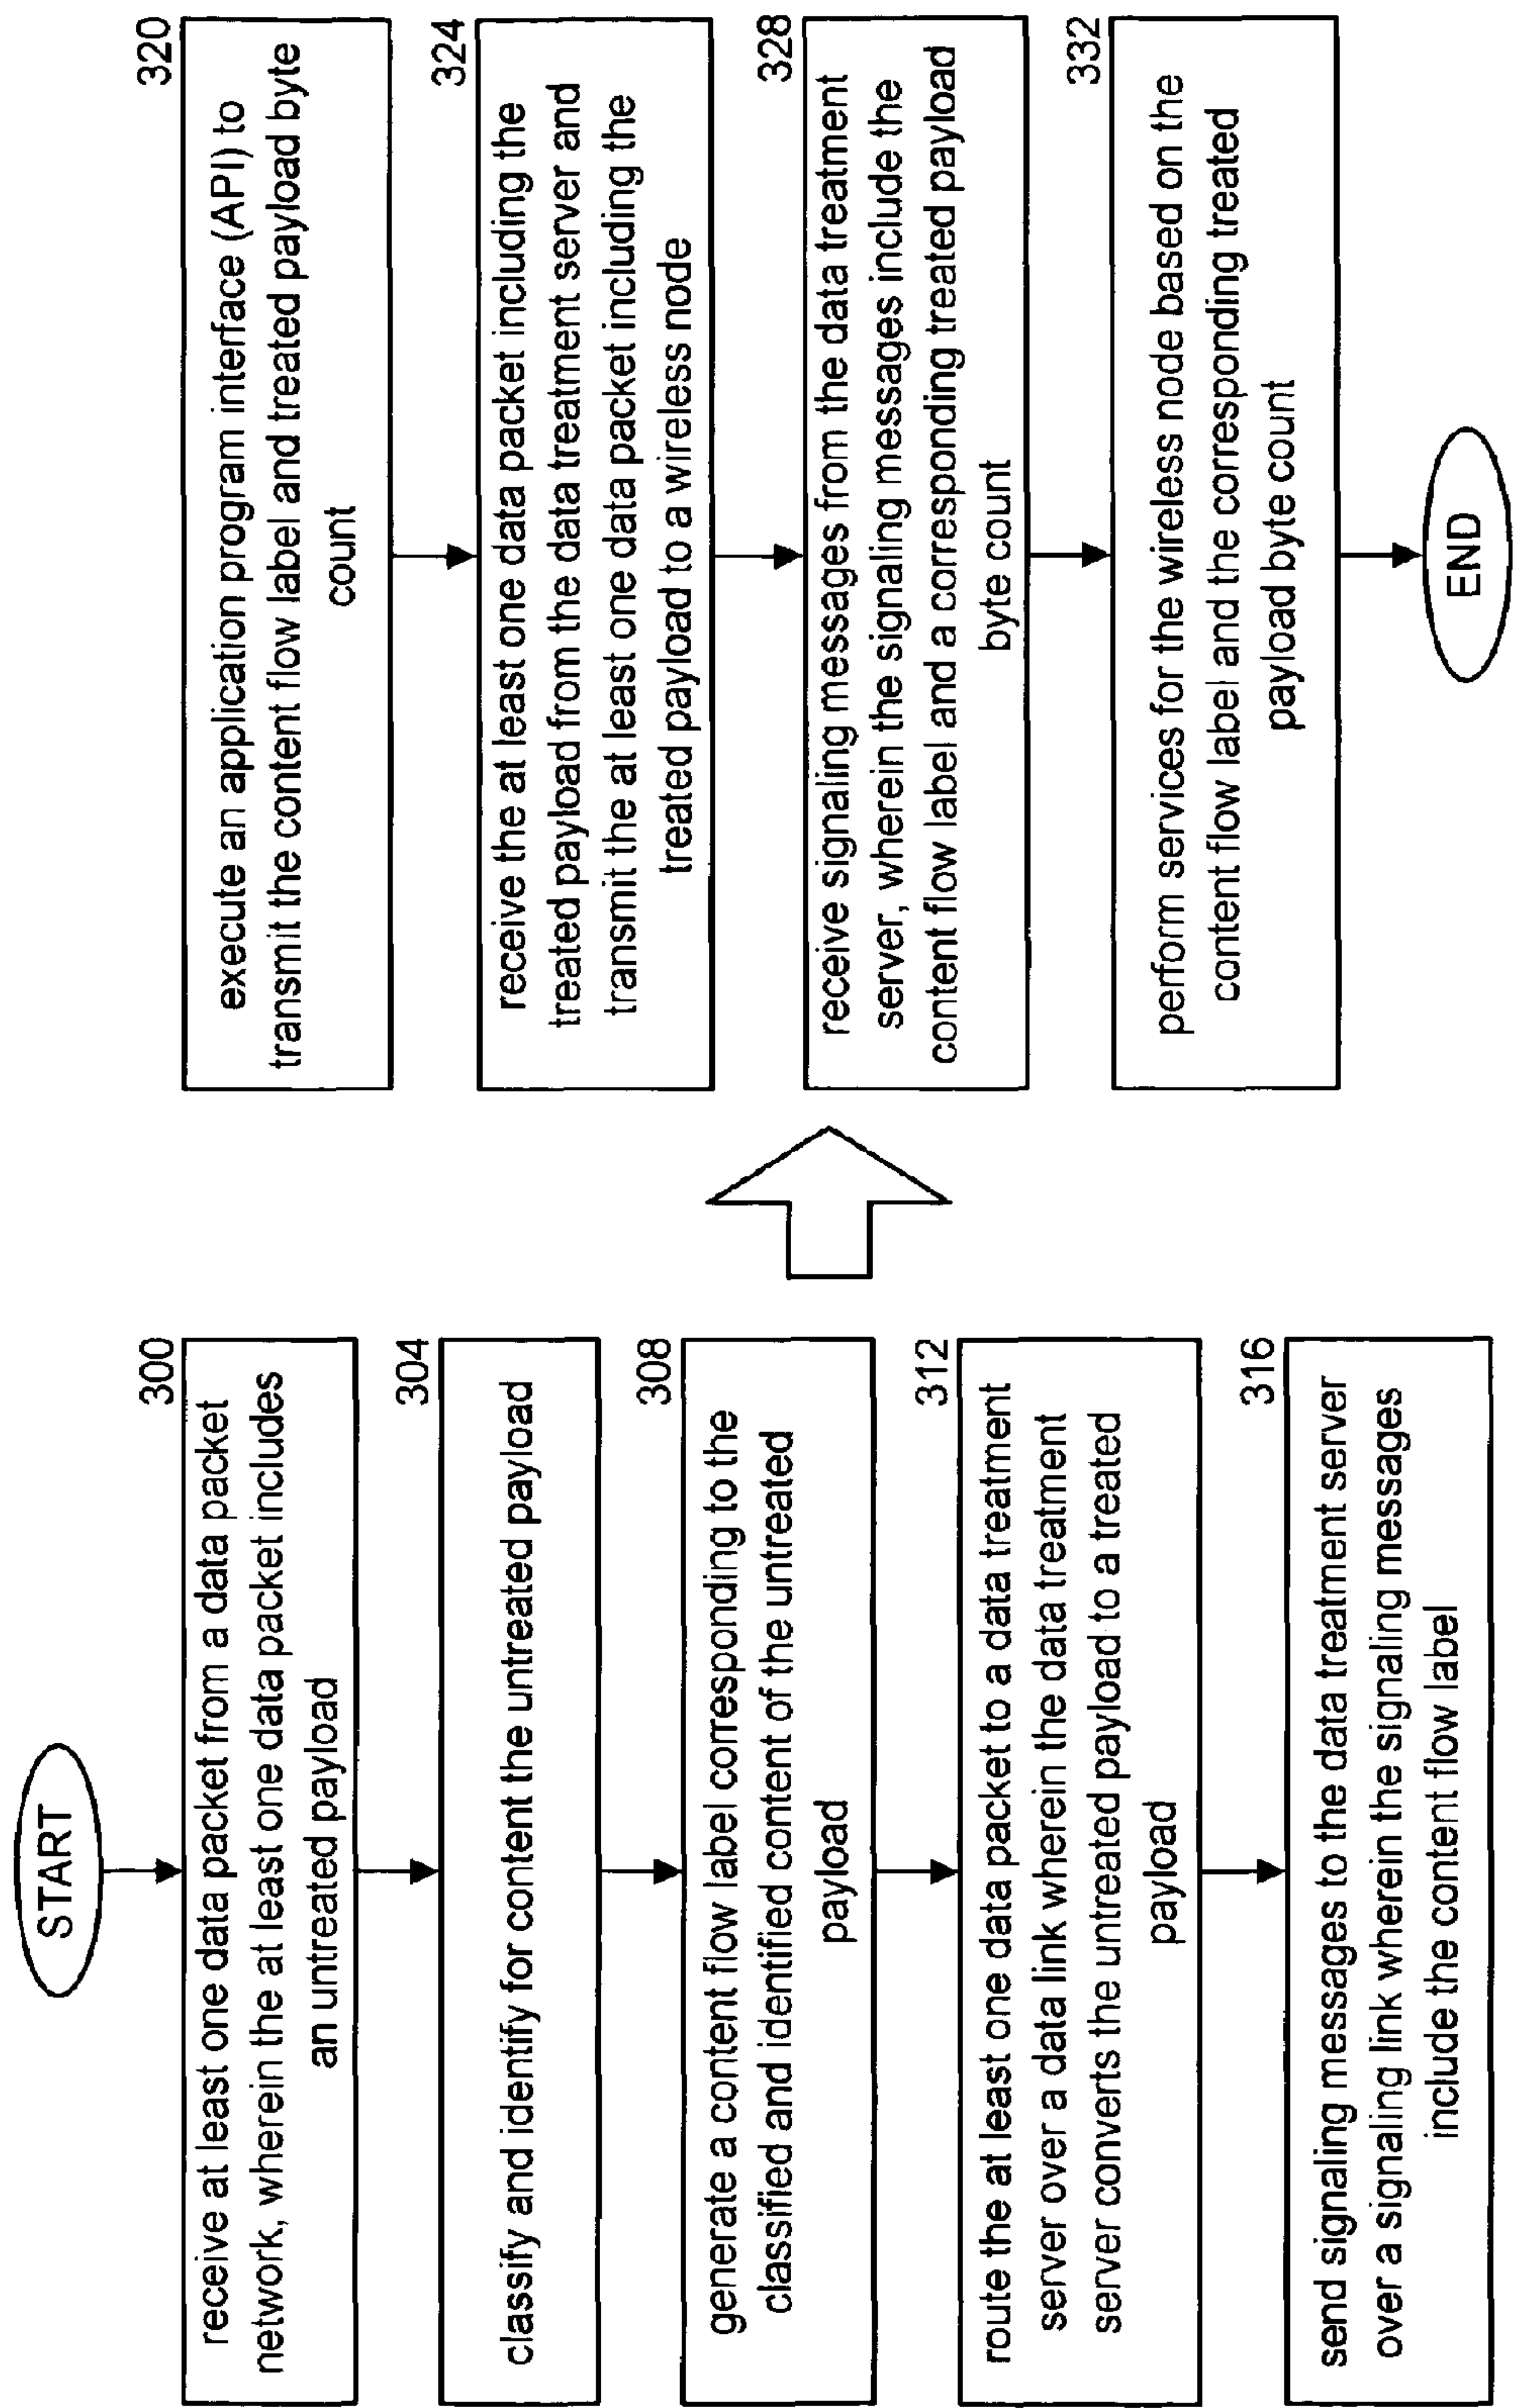 START
300
receive at least one data packet from a data packet
network, wherein the at least one data packet includes
an untreated payload
304
classify and identify for content the untreated payload
308
generate a content flow label corresponding to the
classified and identified content of the untreated
payload
312
route the at least one data packet to a data treatment
server over a data link wherein the data treatment
server converts the untreated payload to a treated
payload
316
send signaling messages to the data treatment server
over a signaling link wherein the signaling messages
include the content flow label
320
execute an application program interface (API) to
transmit the content flow label and treated payload byte
count
324
receive the at least one data packet including the
treated payload from the data treatment server and
transmit the at least one data packet including the
treated payload to a wireless node
328
receive signaling messages from the data treatment
server, wherein the signaling messages include the
content flow label and a corresponding treated payload
byte count
332
perform services for the wireless node based on the
content flow label and the corresponding treated
payload byte count
END